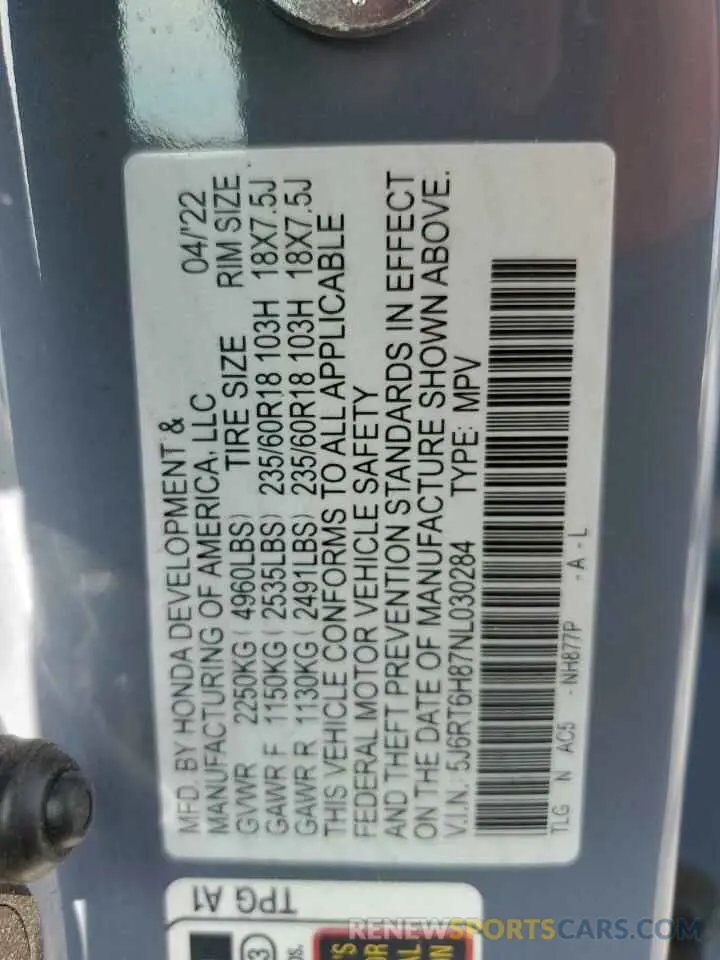 MFD. BY HONDA DEVELOPMENT & 04/'22
MANUFACTURING OF AMERICA, LLC
TIRE SIZE RIM SIZE
GVWR 2250KG ( 4960LBS)
GAWR F 1150KG ( 2535LBS) 235/60R18 103H 18X7.5J
GAWR R 1130KG ( 2491LBS) 235/60R18 103H 18X7.5J
THIS VEHICLE CONFORMS TO ALL APPLICABLE
FEDERAL MOTOR VEHICLE SAFETY
AND THEFT PREVENTION STANDARDS IN EFFECT
ON THE DATE OF MANUFACTURE SHOWN ABOVE.
V.I.N. 5J6RT6H87NL030284 TYPE: MPV
TLG N AC5 -NH877P -A-L
TPG A1
RENEWSPORTSCARS.COM